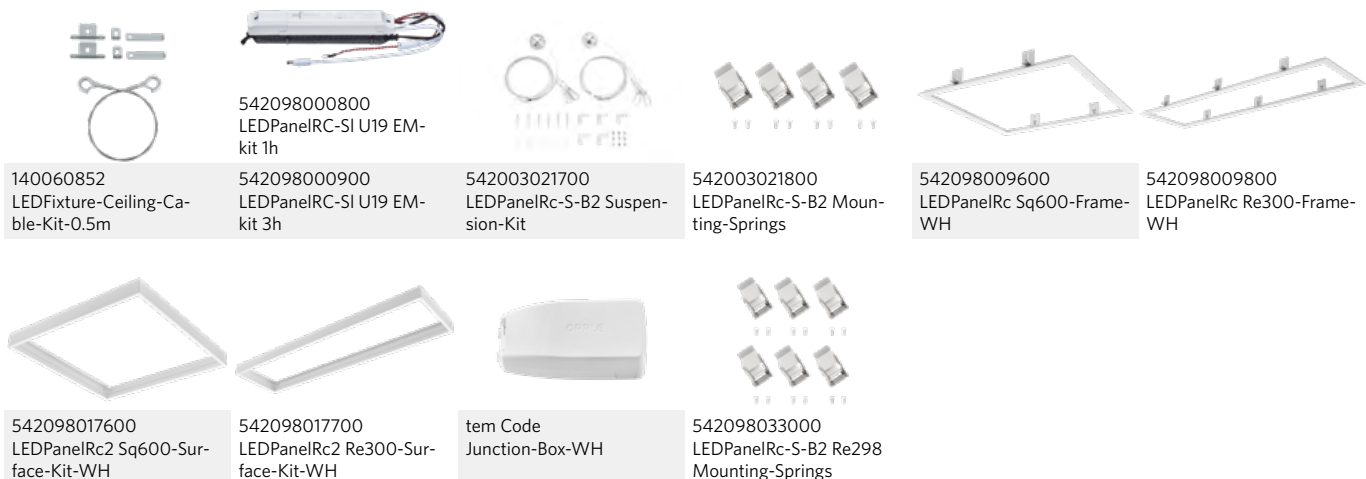 542098000800
LEDPanelRC-Sl U19 EM-
kit 1h
140060852
LEDFixture-Ceiling-Ca-
ble-Kit-0.5m
542098000900
LEDPanelRC-Sl U19 EM-
kit 3h
542003021700
LEDPanelRc-S-B2 Suspen-
sion-Kit
542003021800
LEDPanelRc-S-B2 Moun-
ting-Springs
542098009600
LEDPanelRc Sq600-Frame-
WH
542098009800
LEDPanelRc Re300-Frame-
WH
OPPLE
542098017600
LEDPanelRc2 Sq600-Sur-
face-Kit-WH
542098017700
LEDPanelRc2 Re300-Sur-
face-Kit-WH
tem Code
Junction-Box-WH
542098033000
LEDPanelRc-S-B2 Re298
Mounting-Springs